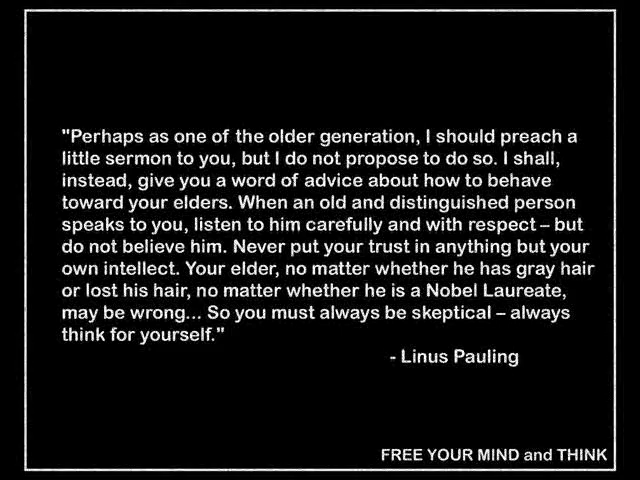 "Perhaps as one of the older generation, I should preach a
little sermon to you, but I do not propose to do so. I shall,
instead, give you a word of advice about how to behave
toward your elders. When an old and distinguished person
speaks to you, listen to him carefully and with respect – but
do not believe him. Never put your trust in anything but your
own intellect. Your elder, no matter whether he has gray hair
or lost his hair, no matter whether he is a Nobel Laureate,
may be wrong... So you must always be skeptical – always
think for yourself."
- Linus Pauling
FREE YOUR MIND and THINK